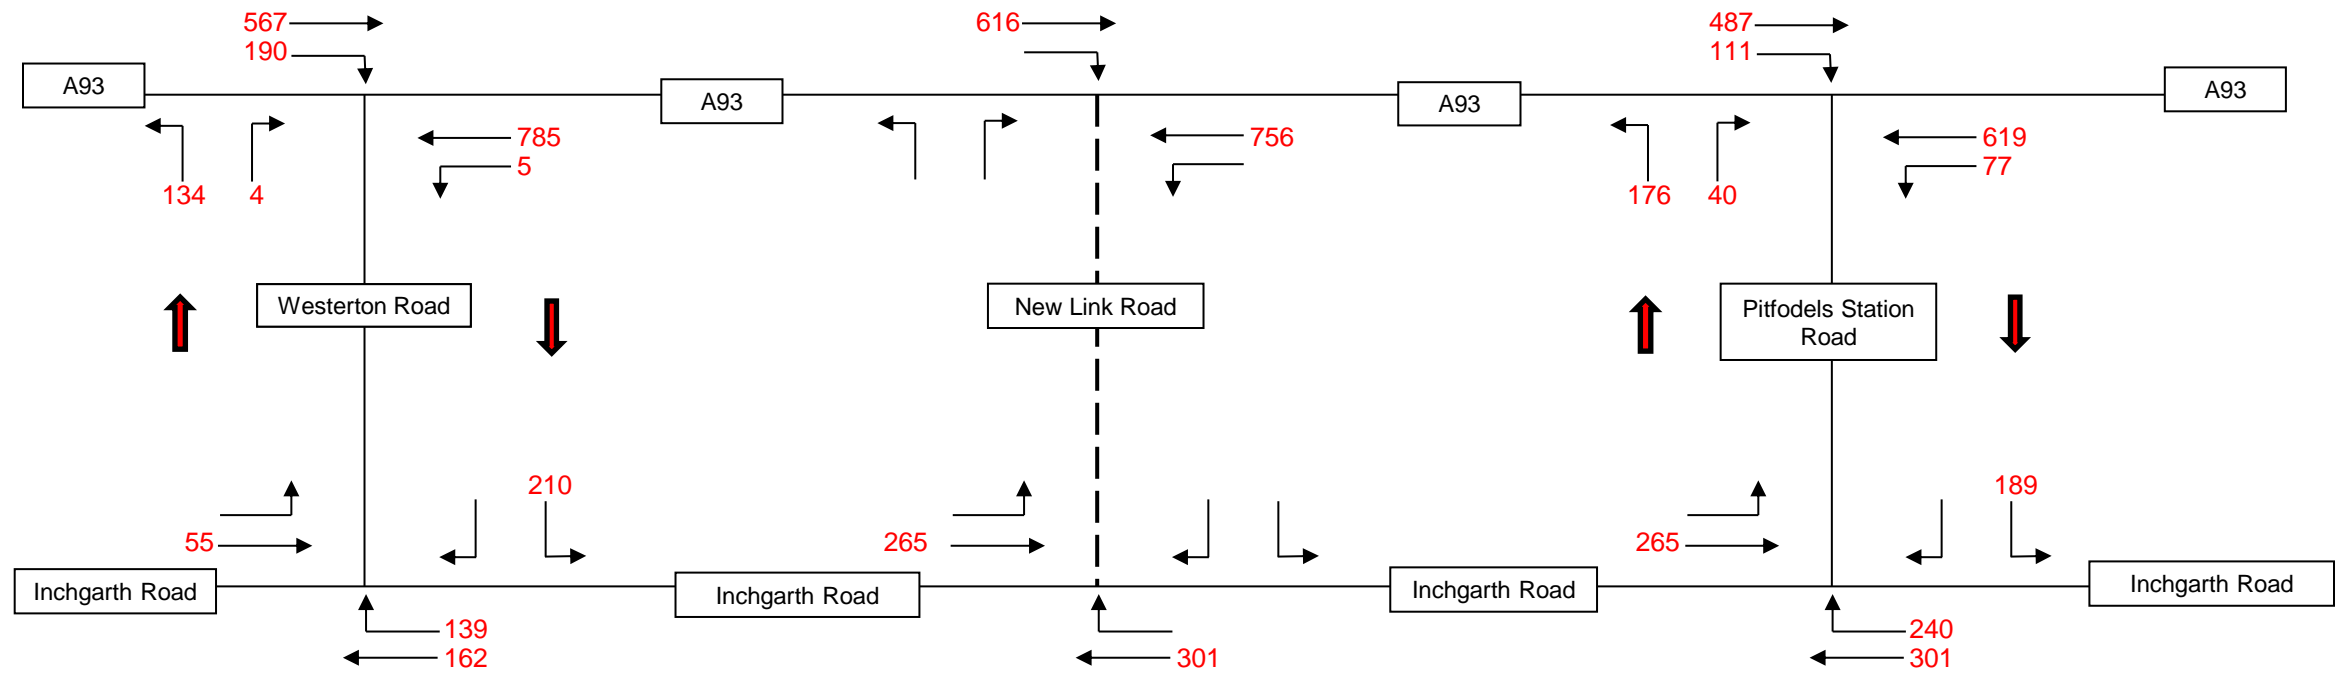 567
616
487
190
111
A93
A93
A93
A93
785
5
756
619
77
134
4
176
40
Westerton Road
New Link Road
Pitfodels Station
Road
210
189
55
265
265
Inchgarth Road
Inchgarth Road
Inchgarth Road
Inchgarth Road
139
162
301
240
301